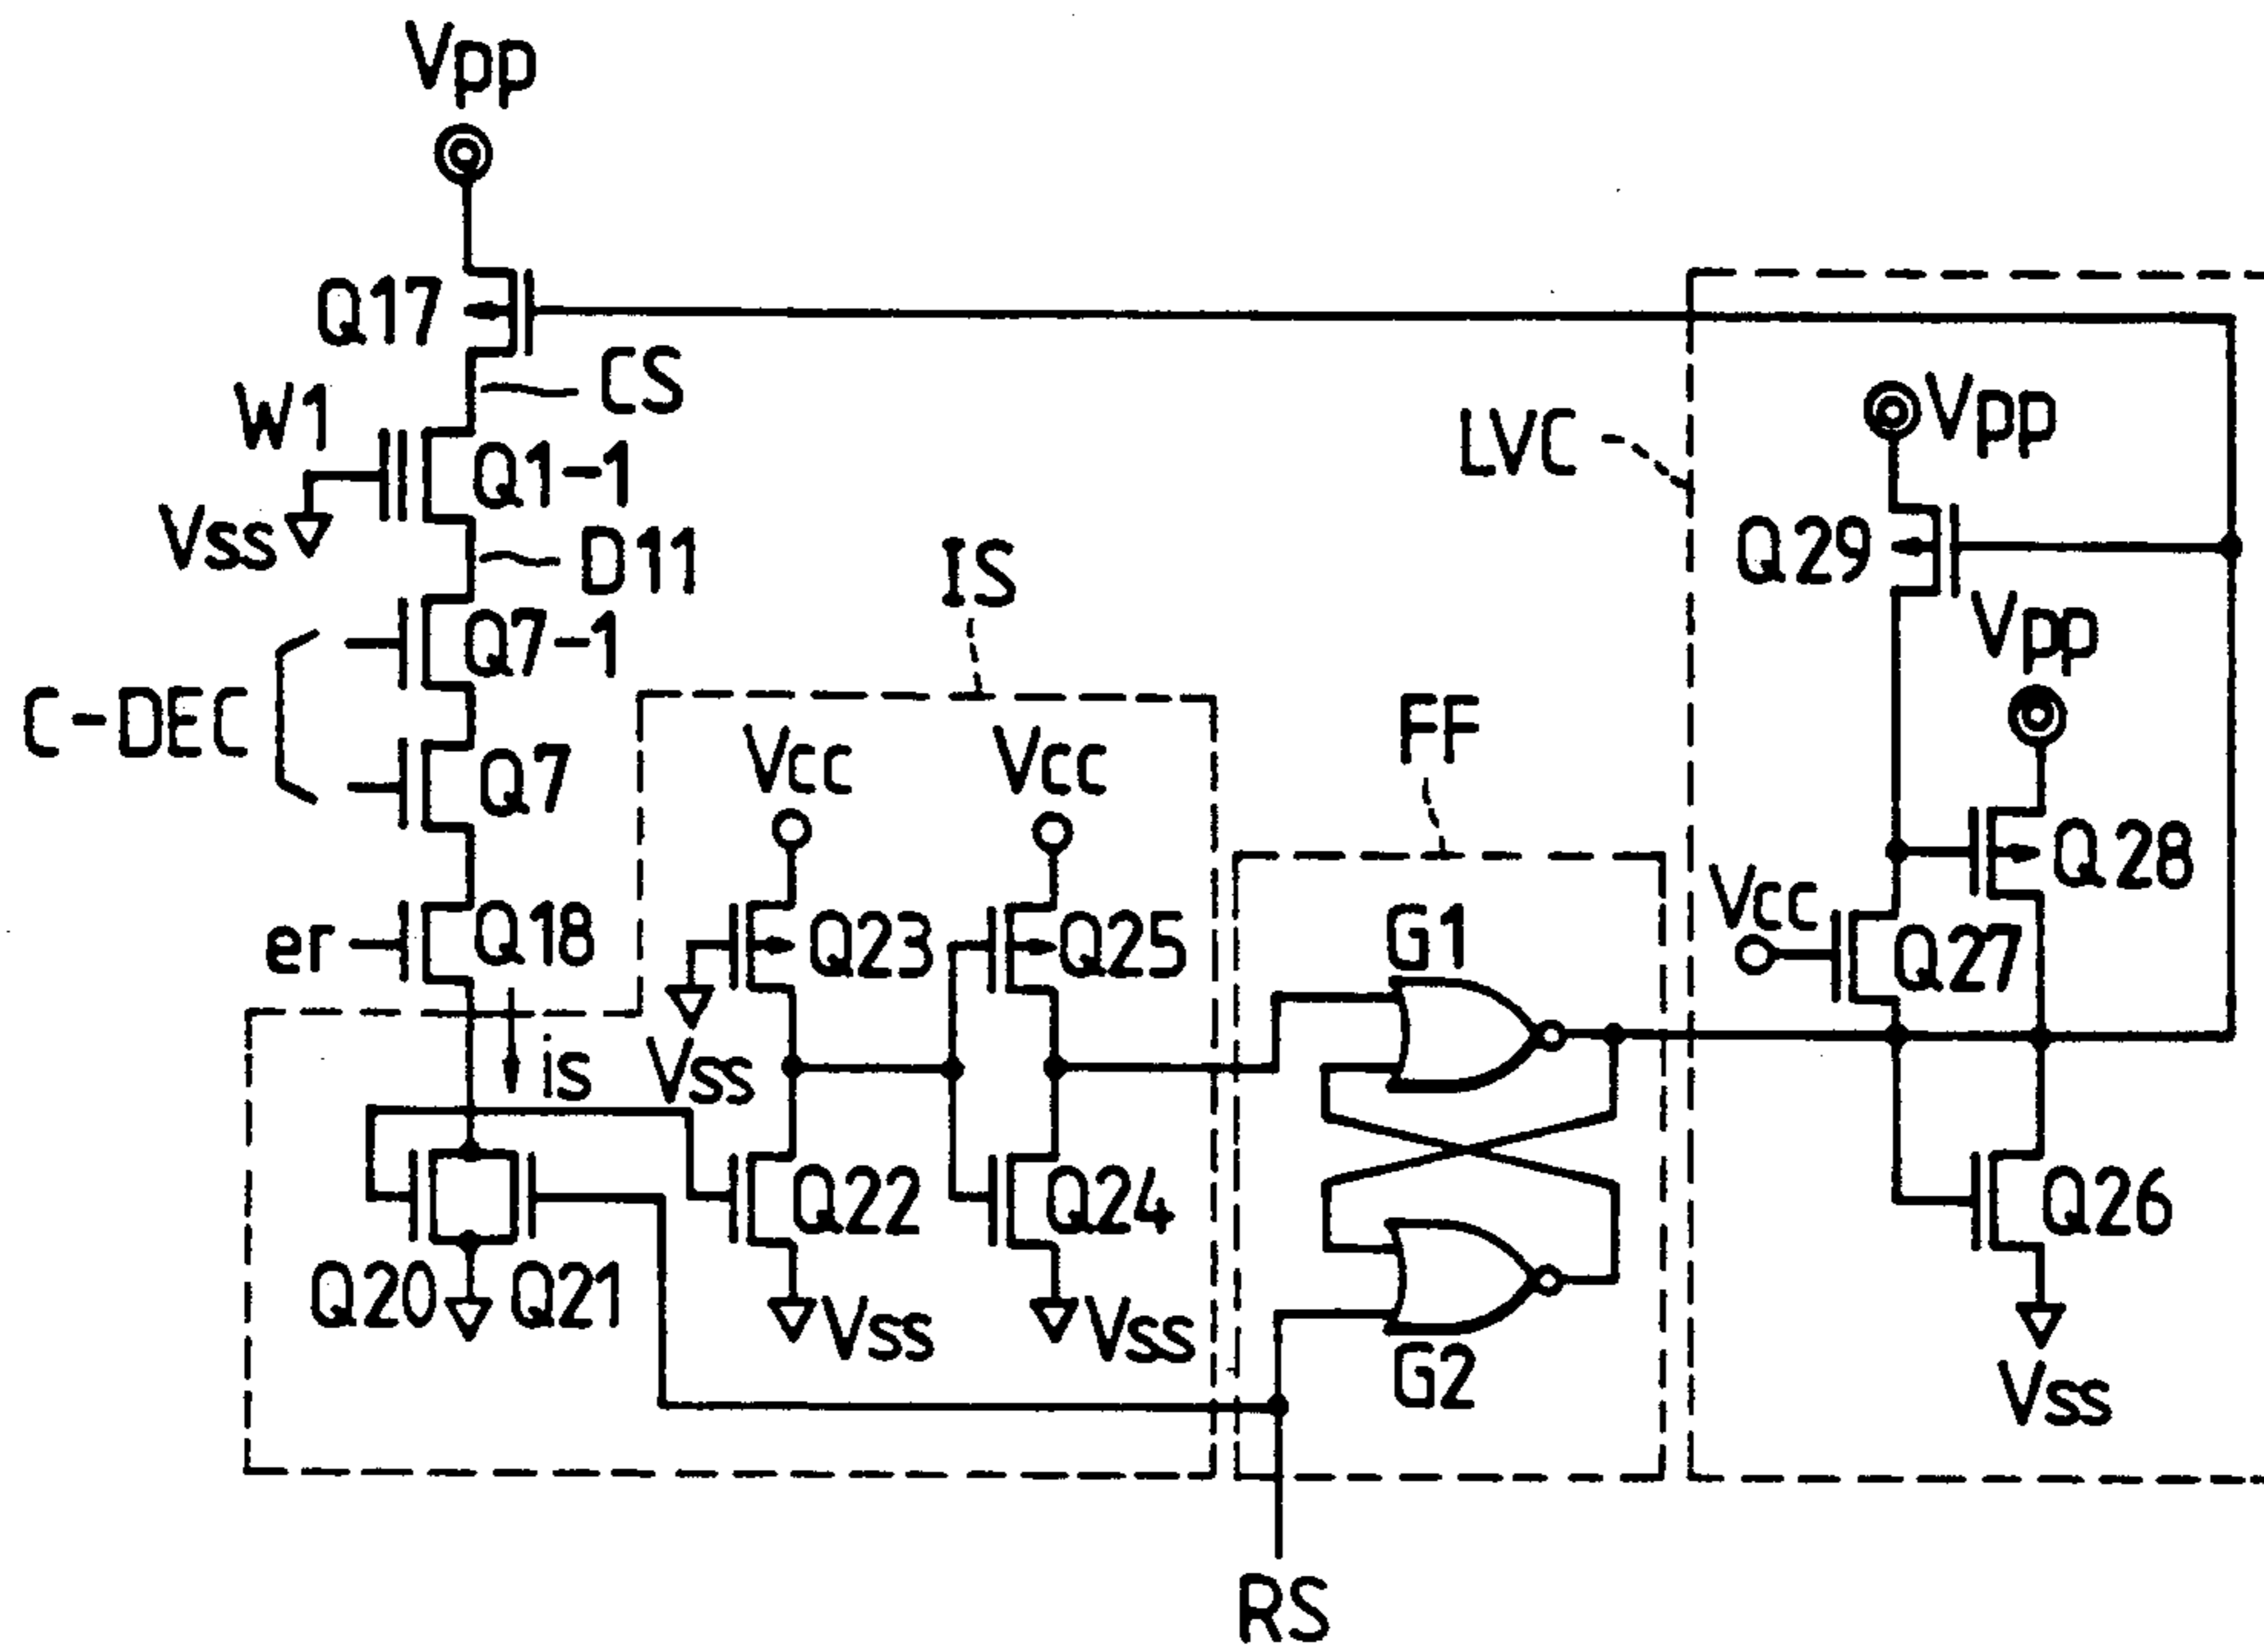 Vpp
Q17
CS
W1
Q1-1
Vss
D11
LVC
Vpp
Q29
IS
Q7-1
Vpp
C-DEC
Q7
Vcc
Vcc
FF
Q28
Vcc
er
Q18
Q23
Q25
G1
Q27
is
Vss
Q22
Q24
Q26
Q20
Q21
Vss
Vss
G2
Vss
RS